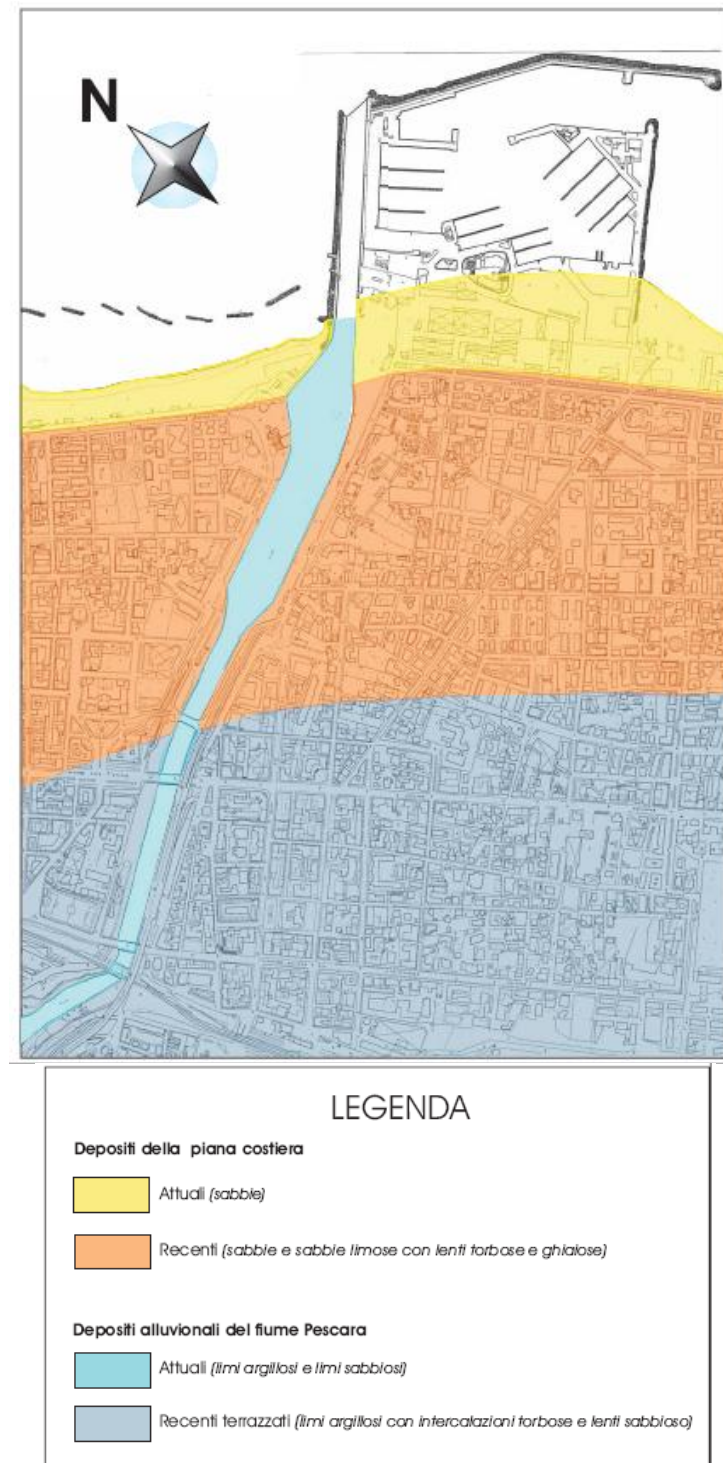 N
LEGENDA
Depositi della piana costiera
Attuali (sabbie)
Recenti (sabbie e sabbie limose con lenti torbose e ghiaiose)
Depositi alluvionali del fiume Pescara
Attuali (limi argillosi e limi sabbiosi)
Recenti terrazzati (limi argillosi con intercalazioni torbose e lenti sabbioso)